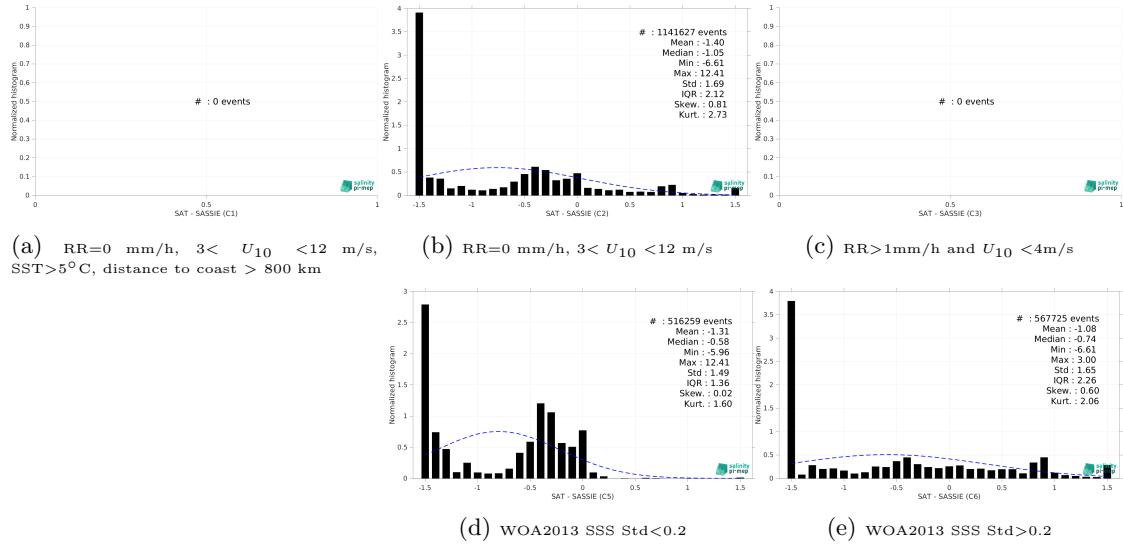 1
0.9
0.8
0.7
0.6
0.5
0.4
0.3
0.2
0.1
0
Normalized histogram
# : 0 events
0
0.5
1
SAT - SASSIE (C1)
salinity
pi-mep
(a) RR=0 mm/h, 3< U10 <12 m/s,
SST>5°C, distance to coast > 800 km
4
3.5
3
2.5
2
1.5
1
0.5
0
Normalized histogram
# : 1141627 events
Mean : -1.40
Median : -1.05
Min : -6.61
Max : 12.41
Std : 1.69
IQR : 2.12
Skew. : 0.81
Kurt. : 2.73
-1.5
-1
-0.5
0
0.5
1
1.5
SAT - SASSIE (C2)
salinity
pi-mep
(b) RR=0 mm/h, 3< U10 <12 m/s
1
0.9
0.8
0.7
0.6
0.5
0.4
0.3
0.2
0.1
0
Normalized histogram
# : 0 events
0
0.5
1
SAT - SASSIE (C3)
salinity
pi-mep
(c) RR>1mm/h and U10 <4m/s
3
2.5
2
1.5
1
0.5
0
Normalized histogram
# : 516259 events
Mean : -1.31
Median : -0.58
Min : -5.96
Max : 12.41
Std : 1.49
IQR : 1.36
Skew. : 0.02
Kurt. : 1.60
-1.5
-1
-0.5
0
0.5
1
1.5
SAT - SASSIE (C5)
salinity
pi-mep
(d) WOA2013 SSS Std<0.2
4
3.5
3
2.5
2
1.5
1
0.5
0
Normalized histogram
# : 567725 events
Mean : -1.08
Median : -0.74
Min : -6.61
Max : 3.00
Std : 1.65
IQR : 2.26
Skew. : 0.60
Kurt. : 2.06
-1.5
-1
-0.5
0
0.5
1
1.5
SAT - SASSIE (C6)
salinity
pi-mep
(e) WOA2013 SSS Std>0.2